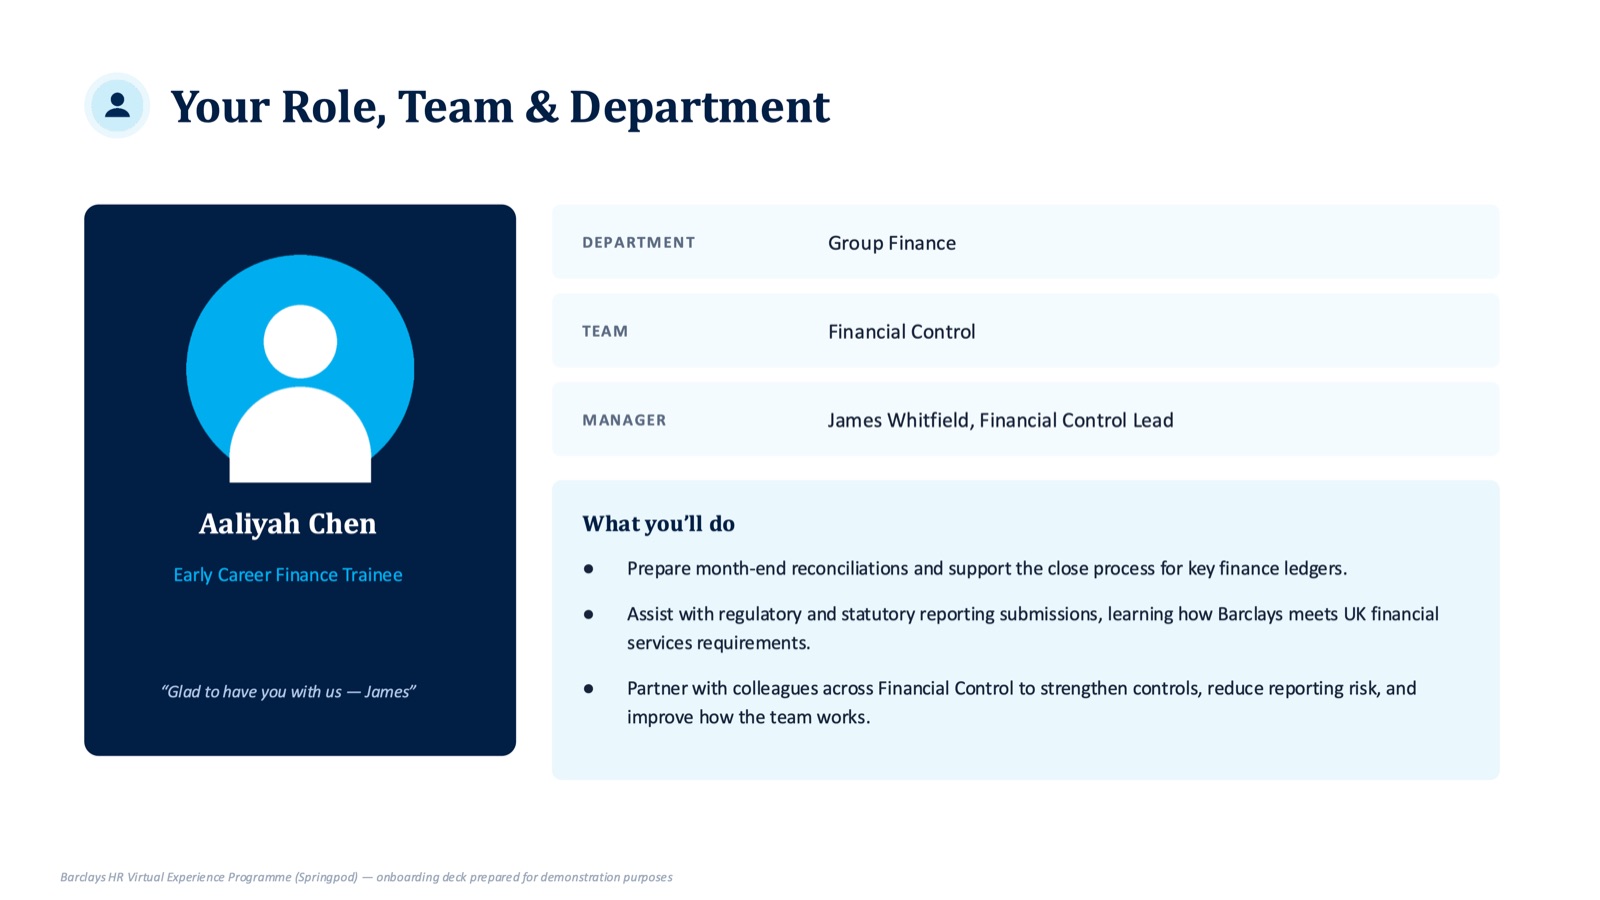 Your Role, Team & Department
Aaliyah Chen
Early Career Finance Trainee
“Glad to have you with us — James”
DEPARTMENT
Group Finance
TEAM
Financial Control
MANAGER
James Whitfield, Financial Control Lead
What you’ll do
● Prepare month-end reconciliations and support the close process for key finance ledgers.
● Assist with regulatory and statutory reporting submissions, learning how Barclays meets UK financial
services requirements.
● Partner with colleagues across Financial Control to strengthen controls, reduce reporting risk, and
improve how the team works.
Barclays HR Virtual Experience Programme (Springpod) — onboarding deck prepared for demonstration purposes